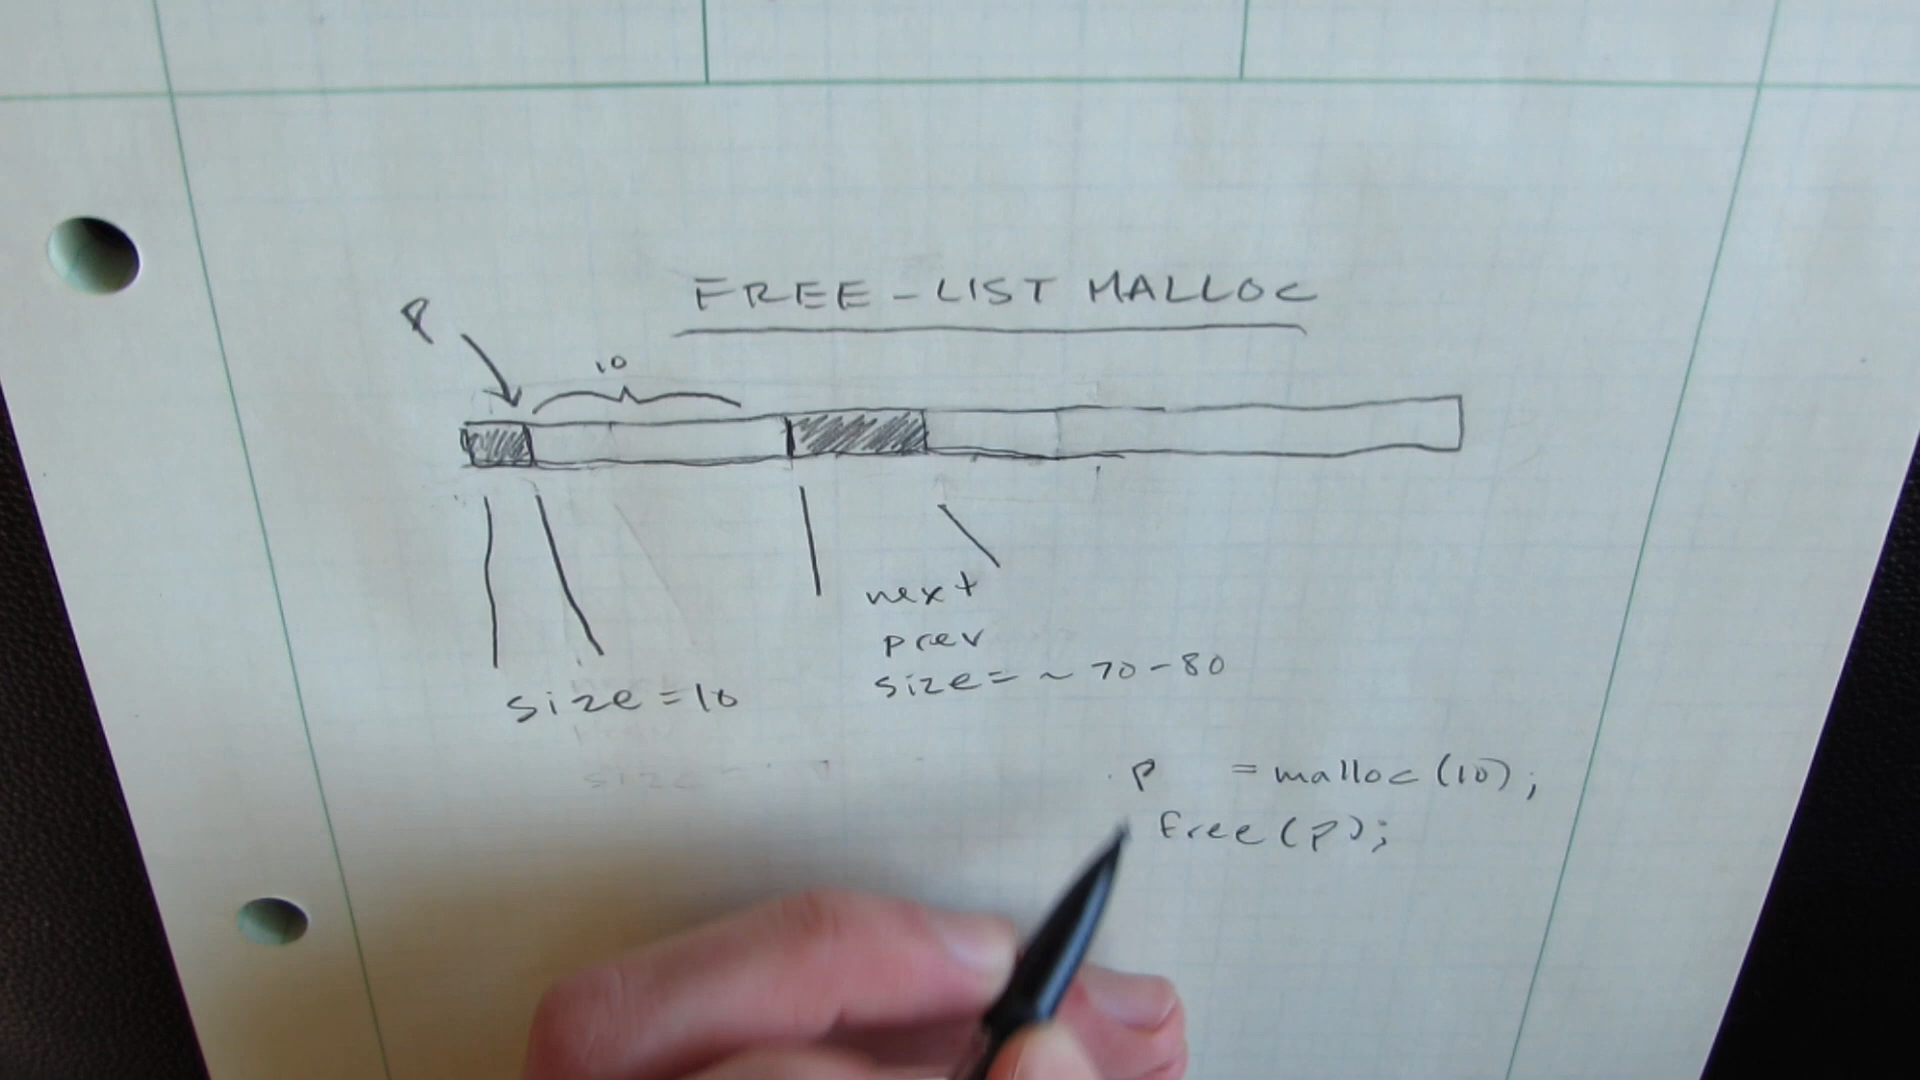 FREE-LIST MALLOC
P
10
next
prev
size= ~ 70-80
size=10
P = malloc(10);
free(p);